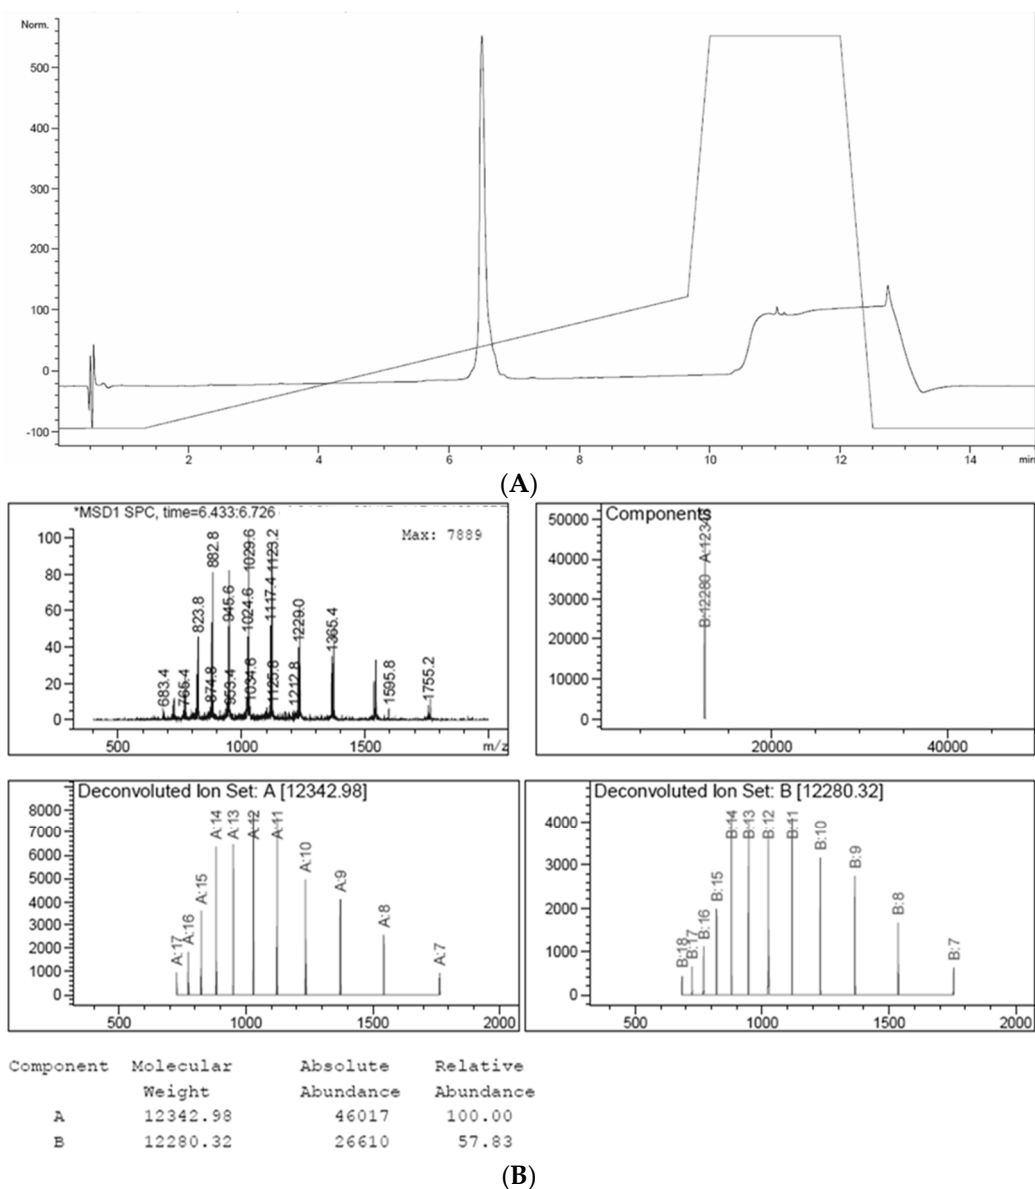 Norm.
500
400
300
200
100
0
-100
2 4 6 8 10 12 14 min
(A)
*MSD1 SPC, time=6.433:6.726
Max: 7889
100
80
60
40
20
0
683.4
765.4
823.8
874.8
882.8
945.6
953.4
1024.6
1029.6
1034.6
1117.4
1123.2
1125.8
1212.8
1229.0
1365.4
1595.8
1755.2
500 1000 1500 m/z
Components
50000
40000
30000
20000
10000
0
B:12280
20000 40000
Deconvoluted Ion Set: A [12342.98]
8000
7000
6000
5000
4000
3000
2000
1000
0
A:17
A:16
A:15
A:14
A:13
A:12
A:11
A:10
A:9
A:8
A:7
500 1000 1500 2000
Deconvoluted Ion Set: B [12280.32]
4000
3000
2000
1000
0
B:18
B:17
B:16
B:15
B:14
B:13
B:12
B:11
B:10
B:9
B:8
B:7
500 1000 1500 2000
Component Molecular Absolute Relative
Weight Abundance Abundance
A 12342.98 46017 100.00
B 12280.32 26610 57.83
(B)